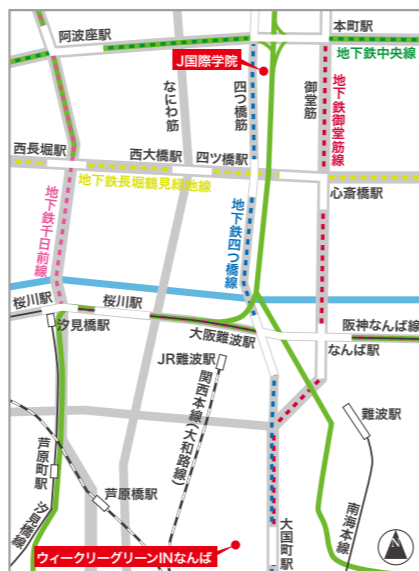 阿波座駅
本町駅
地下鉄中央線
J国際学院
なにわ筋
四つ橋筋
御堂筋
地下鉄御堂筋線
西長堀駅
西大橋駅
四ツ橋駅
地下鉄長堀鶴見緑地線
心斎橋駅
地下鉄千日前線
地下鉄四つ橋線
桜川駅
桜川駅
汐見橋駅
大阪難波駅
阪神なんば線
なんば駅
JR難波駅
関西本線(大和路線)
難波駅
芦原町駅
芦原橋駅
汐見橋線
大国町駅
南海本線
ウィークリーグリーンINなんば